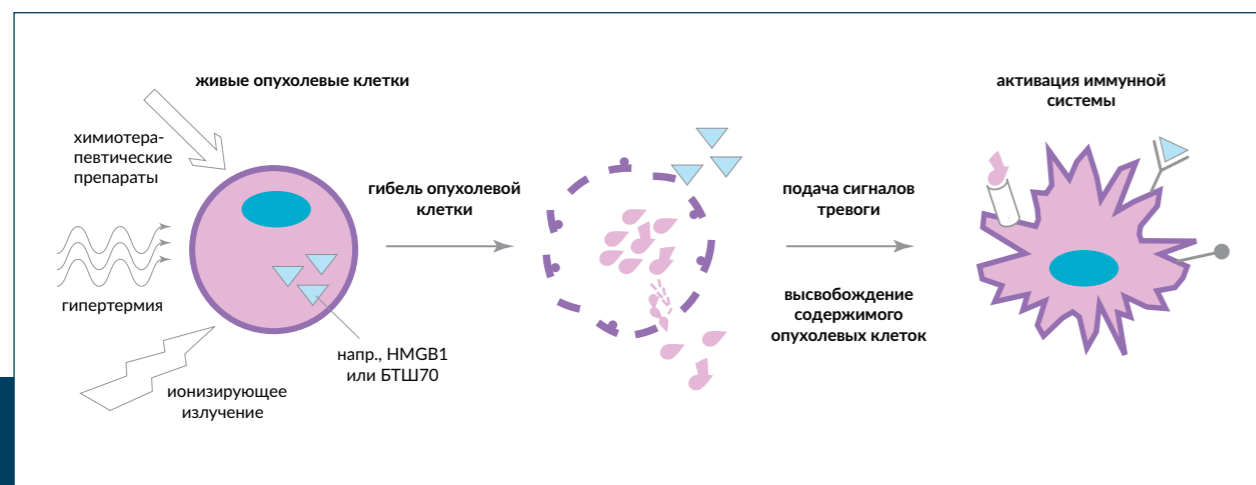 живые опухолевые клетки
химиотера-
певтические
препараты
гипертермия
ионизирующее
излучение
напр., HMGB1
или БТШ70
гибель опухолевой
клетки
подача сигналов
тревоги
высвобождение
содержимого
опухолевых клеток
активация иммунной
системы